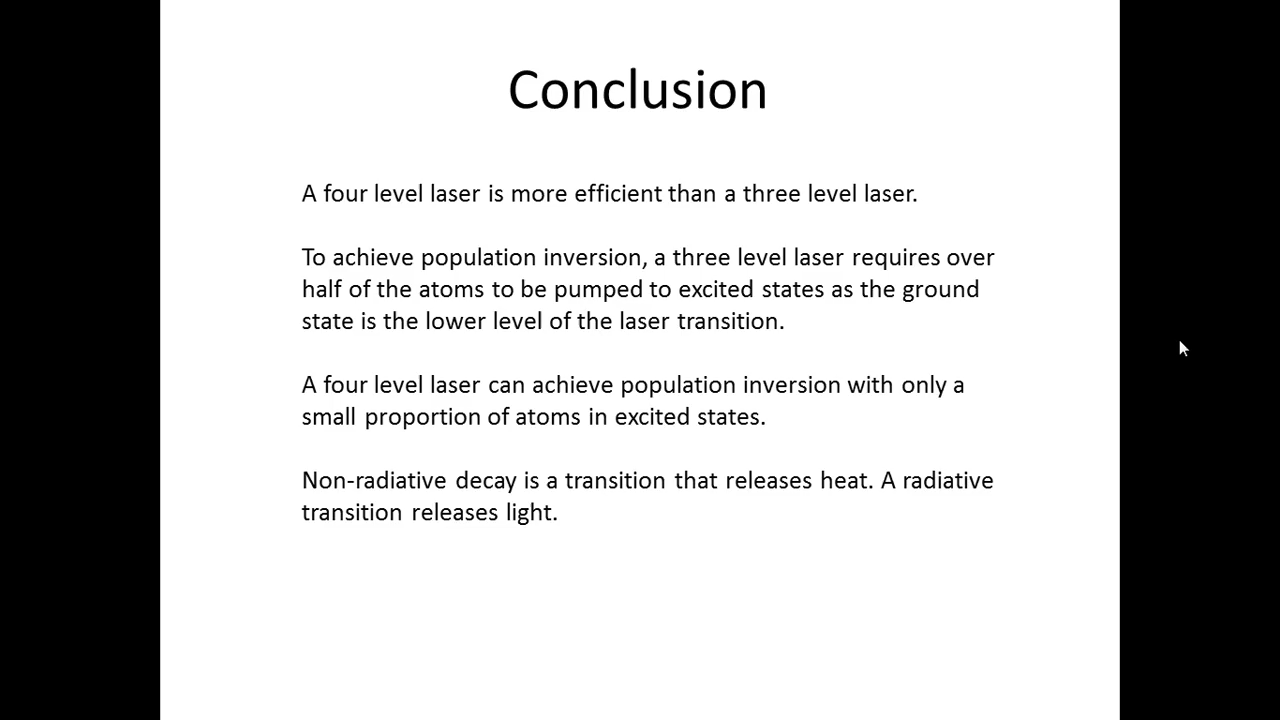 Conclusion
A four level laser is more efficient than a three level laser.
To achieve population inversion, a three level laser requires over
half of the atoms to be pumped to excited states as the ground
state is the lower level of the laser transition.
A four level laser can achieve population inversion with only a
small proportion of atoms in excited states.
Non-radiative decay is a transition that releases heat. A radiative
transition releases light.